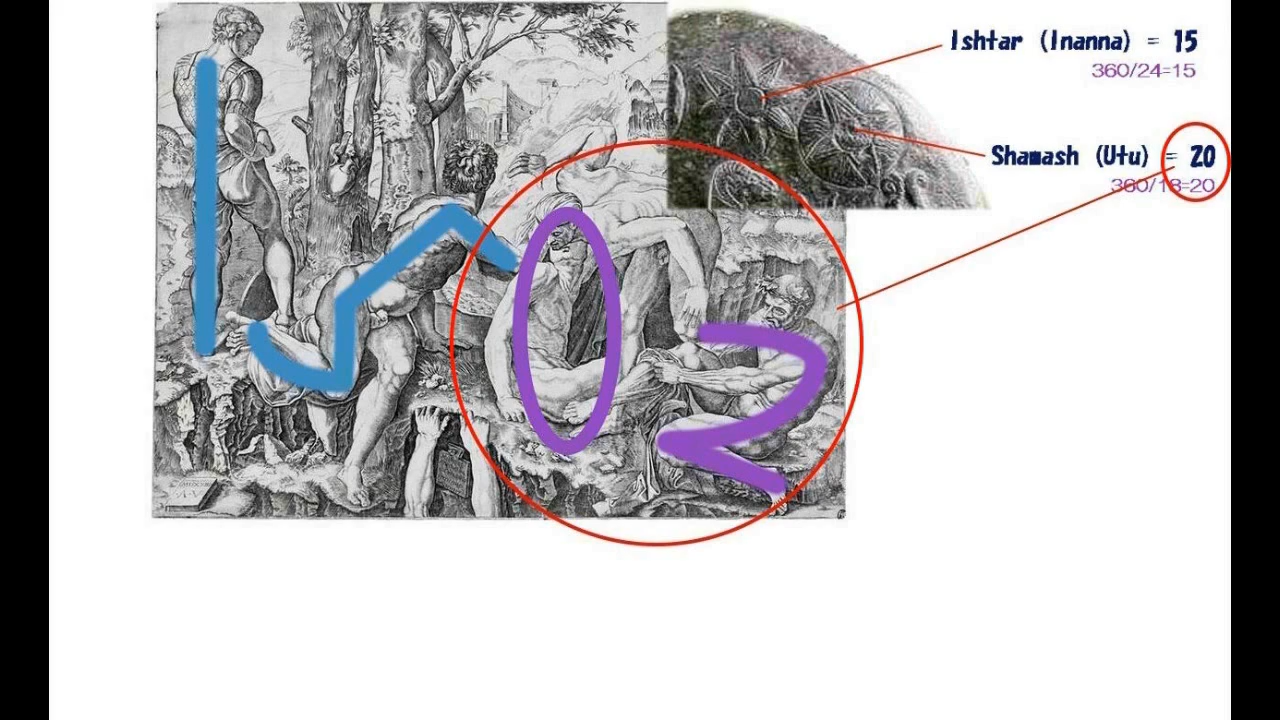 Ishtar (Inanna) = 15
360/24=15
Shamash (Utu) = 20
360/18=20
A·V